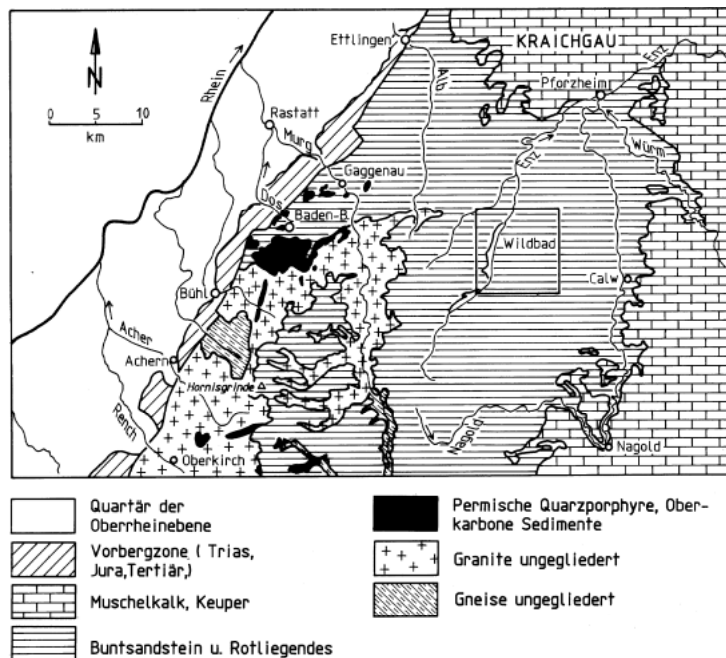 Ettlingen
KRAICHGAU
N
Rhein
Alb
Enz
Pforzheim
0 5 10
km
Rastatt
Murg
Würm
Gaggenau
Enz
Oos
Baden-B.
Wildbad
Bühl
Calw
Acher
Achern
Hornisgrinde
Rench
Nagold
Oberkirch
Nagold
Quartär der
Oberrheinebene
Vorbergzone ( Trias,
Jura,Tertiär,)
Muschelkalk, Keuper
Buntsandstein u. Rotliegendes
Permische Quarzporphyre, Ober-
karbone Sedimente
Granite ungegliedert
Gneise ungegliedert